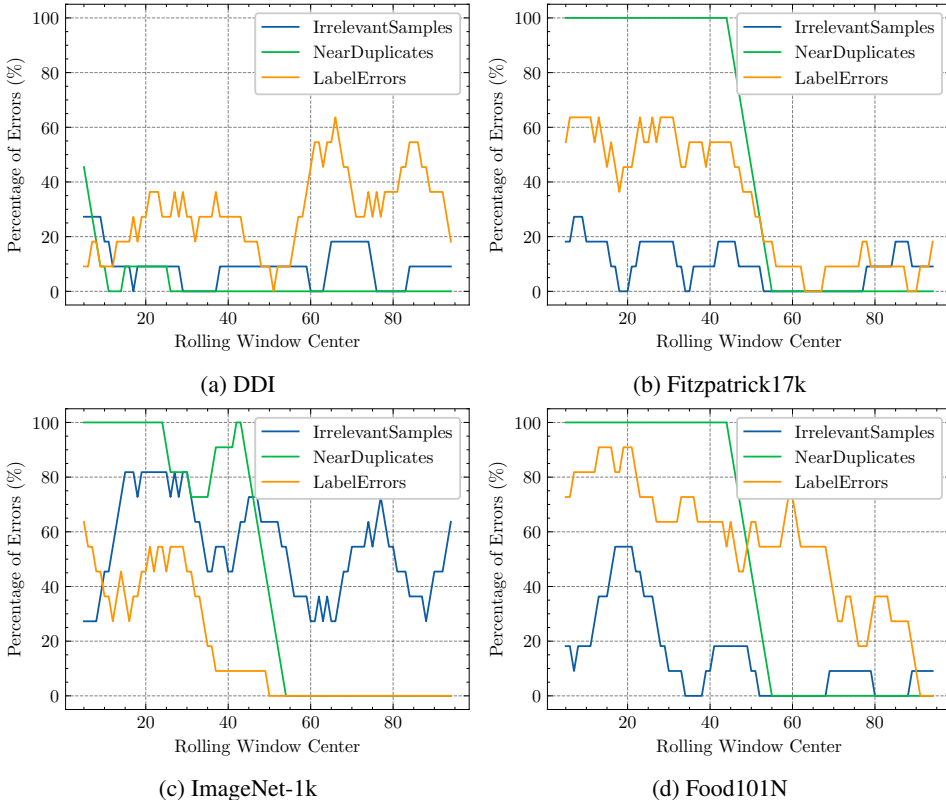 100
80
60
40
20
0
Percentage of Errors (%)
IrrelevantSamples
NearDuplicates
LabelErrors
20 40 60 80
Rolling Window Center
(a) DDI
100
80
60
40
20
0
Percentage of Errors (%)
IrrelevantSamples
NearDuplicates
LabelErrors
20 40 60 80
Rolling Window Center
(b) Fitzpatrick17k
100
80
60
40
20
0
Percentage of Errors (%)
IrrelevantSamples
NearDuplicates
LabelErrors
20 40 60 80
Rolling Window Center
(c) ImageNet-1k
100
80
60
40
20
0
Percentage of Errors (%)
IrrelevantSamples
NearDuplicates
LabelErrors
20 40 60 80
Rolling Window Center
(d) Food101N